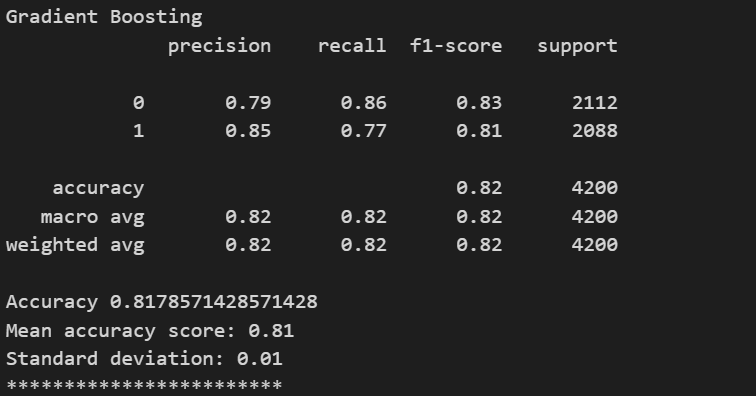 Gradient Boosting
precision recall f1-score support
0 0.79 0.86 0.83 2112
1 0.85 0.77 0.81 2088
accuracy 0.82 4200
macro avg 0.82 0.82 0.82 4200
weighted avg 0.82 0.82 0.82 4200
Accuracy 0.8178571428571428
Mean accuracy score: 0.81
Standard deviation: 0.01
************************